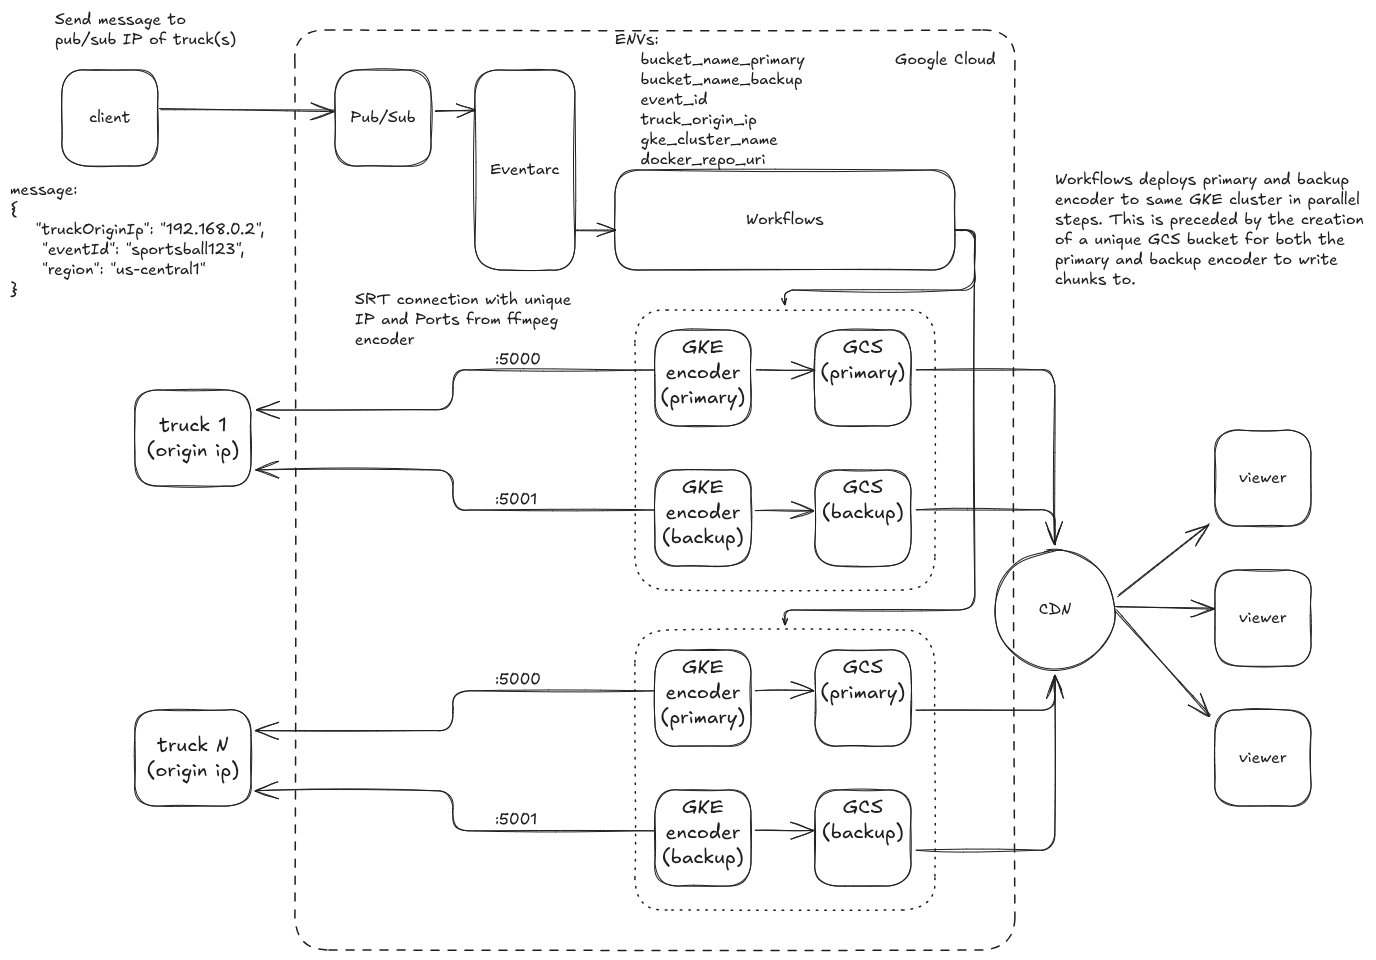 Send message to
pub/sub IP of truck(s)
client
message:
{
"truckOriginIp": "192.168.0.2",
"eventId": "sportsball123",
"region": "us-central1"
}
Pub/Sub
Eventarc
ENVs:
bucket_name_primary
bucket_name_backup
event_id
truck_origin_ip
gke_cluster_name
docker_repo_uri
Google Cloud
Workflows
Workflows deploys primary and backup
encoder to same GKE cluster in parallel
steps. This is preceded by the creation
of a unique GCS bucket for both the
primary and backup encoder to write
chunks to.
SRT connection with unique
IP and Ports from ffmpeg
encoder
:5000
GKE
encoder
(primary)
GCS
(primary)
truck 1
(origin ip)
:5001
GKE
encoder
(backup)
GCS
(backup)
CDN
viewer
viewer
viewer
:5000
GKE
encoder
(primary)
GCS
(primary)
truck N
(origin ip)
:5001
GKE
encoder
(backup)
GCS
(backup)